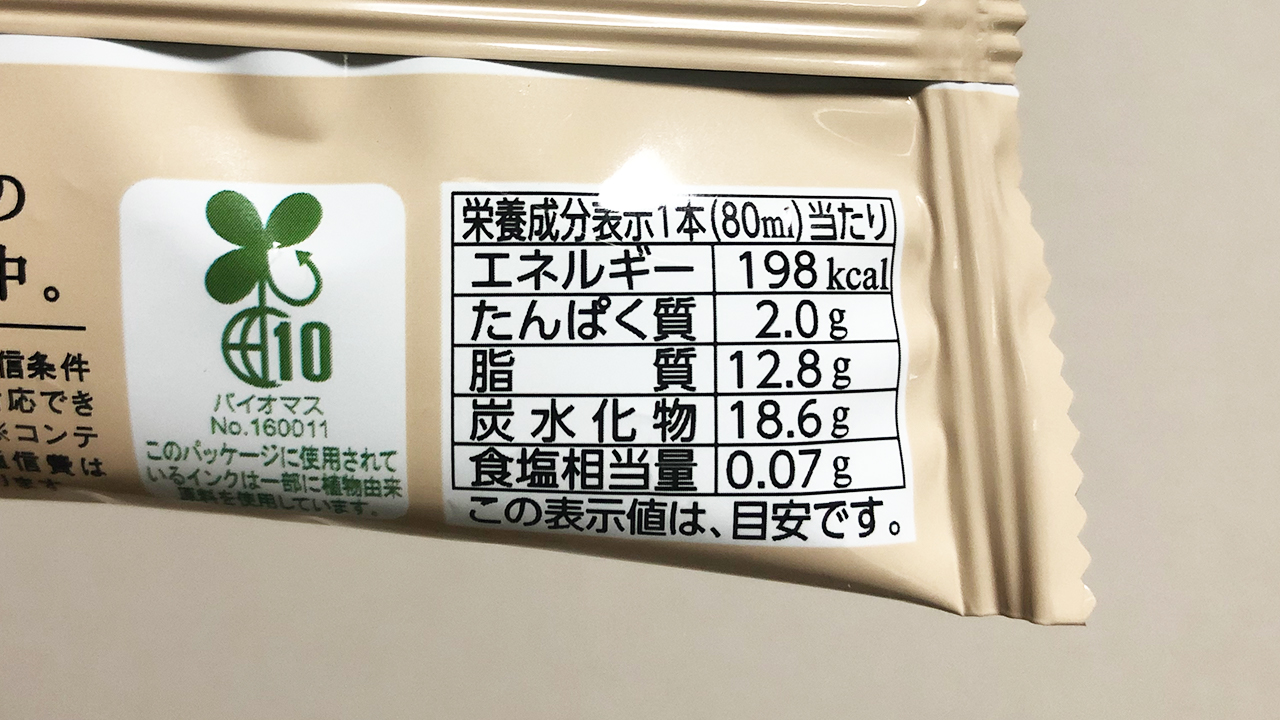 の
中。
信条件
応でき
※コンテ
信費は
ります
10
バイオマス
No.160011
このパッケージに使用されて
いるインクは一部に植物由来
原料を使用しています。
栄養成分表示1本(80ml)当たり
エネルギー 198kcal
たんぱく質 2.0g
脂質 12.8g
炭水化物 18.6g
食塩相当量 0.07g
この表示値は、目安です。